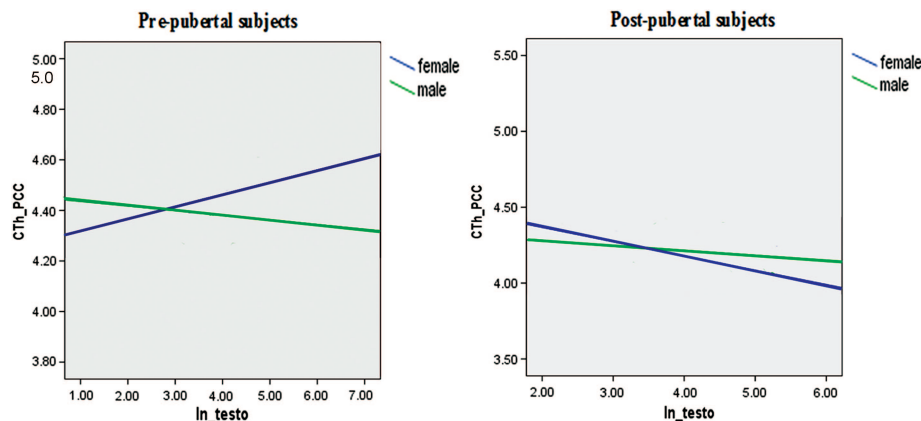 Pre-pubertal subjects
5.00
5.0
4.80
4.60
4.40
4.20
4.00
3.80
CTh_PCC
1.00 2.00 3.00 4.00 5.00 6.00 7.00
ln_testo
female
male
Post-pubertal subjects
5.50
5.00
4.50
4.00
3.50
CTh_PCC
2.00 3.00 4.00 5.00 6.00
ln_testo
female
male